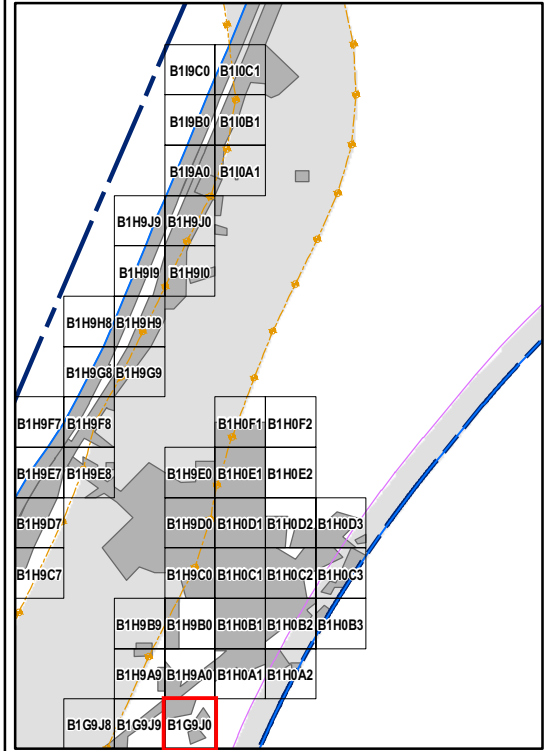 B1I9C0 B1I0C1
B1I9B0 B1I0B1
B1I9A0 B1I0A1
B1H9J9 B1H9J0
B1H9I9 B1H9I0
B1H9H8 B1H9H9
B1H9G8 B1H9G9
B1H9F7 B1H9F8 B1H0F1 B1H0F2
B1H9E7 B1H9E8 B1H9E0 B1H0E1 B1H0E2
B1H9D7 B1H9D0 B1H0D1 B1H0D2 B1H0D3
B1H9C7 B1H9C0 B1H0C1 B1H0C2 B1H0C3
B1H9B9 B1H9B0 B1H0B1 B1H0B2 B1H0B3
B1H9A9 B1H9A0 B1H0A1 B1H0A2
B1G9J8 B1G9J9 B1G9J0